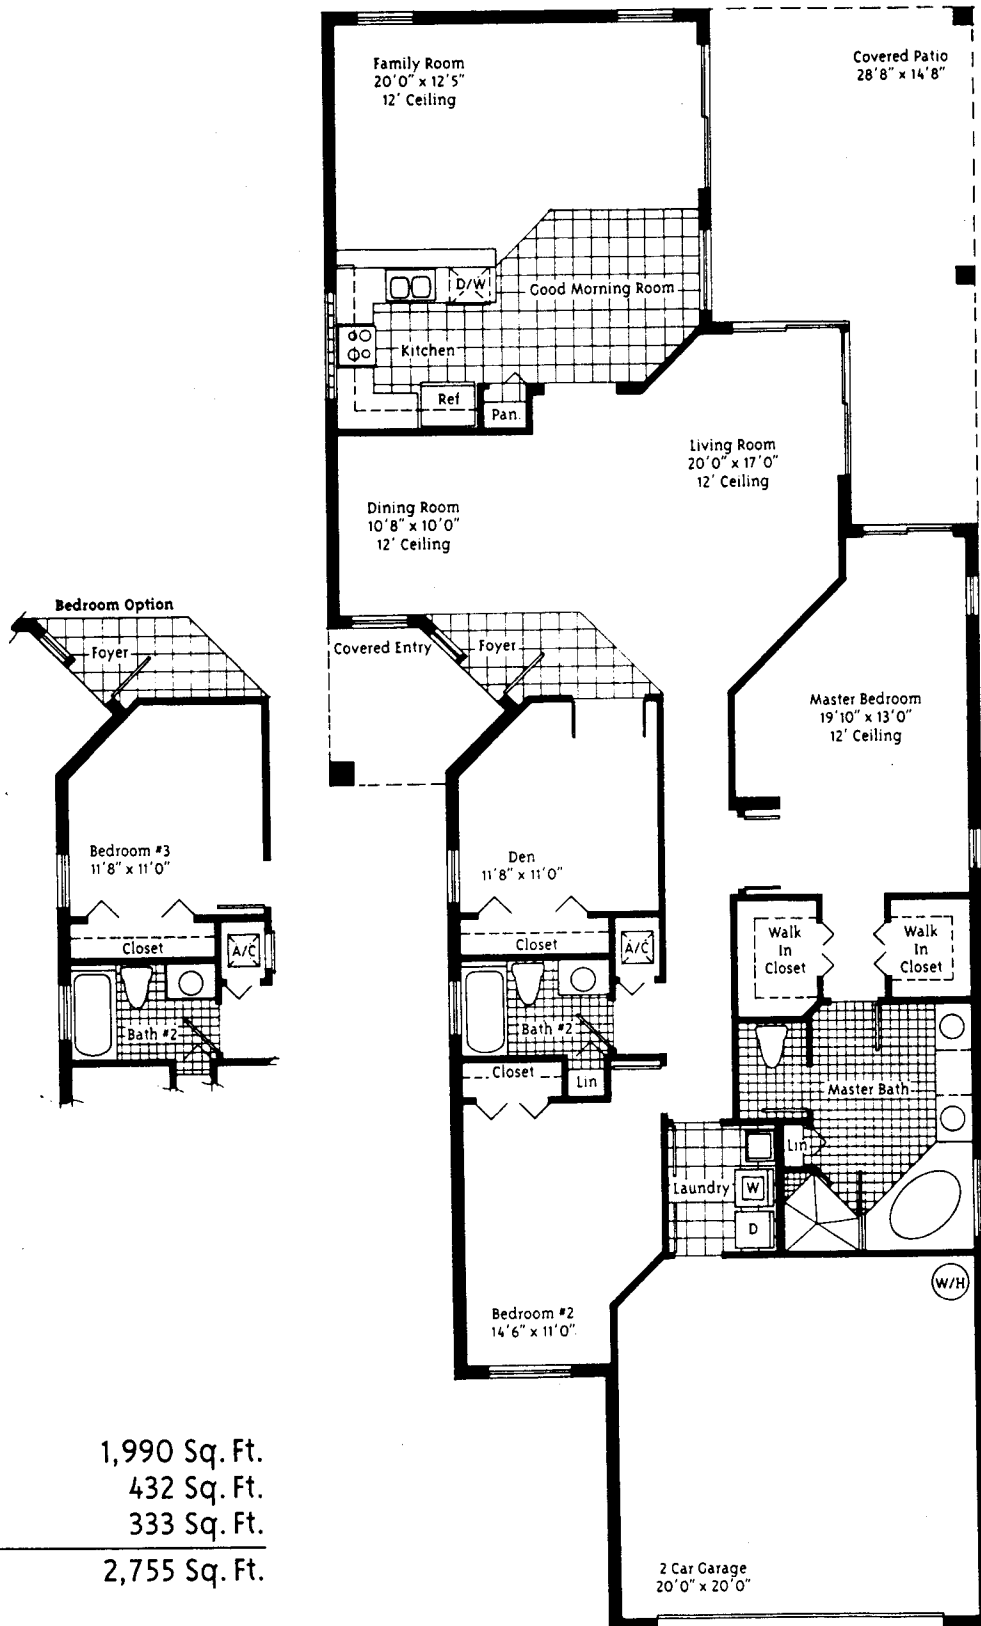 Family Room
20'0" x 12'5"
12' Ceiling
Covered Patio
28'8" x 14'8"
D/W
Good Morning Room
Kitchen
Ref
Pan.
Living Room
20'0" x 17'0"
12' Ceiling
Dining Room
10'8" x 10'0"
12' Ceiling
Bedroom Option
Foyer
Covered Entry
Foyer
Master Bedroom
19'10" x 13'0"
12' Ceiling
Bedroom #3
11'8" x 11'0"
Den
11'8" x 11'0"
Closet
A/C
Closet
A/C
Walk
In
Closet
Walk
In
Closet
Bath #2
Bath #2
Closet
Lin
Master Bath
Lin
Laundry
W
D
W/H
Bedroom #2
14'6" x 11'0"
2 Car Garage
20'0" x 20'0"
1,990 Sq. Ft.
432 Sq. Ft.
333 Sq. Ft.
2,755 Sq. Ft.